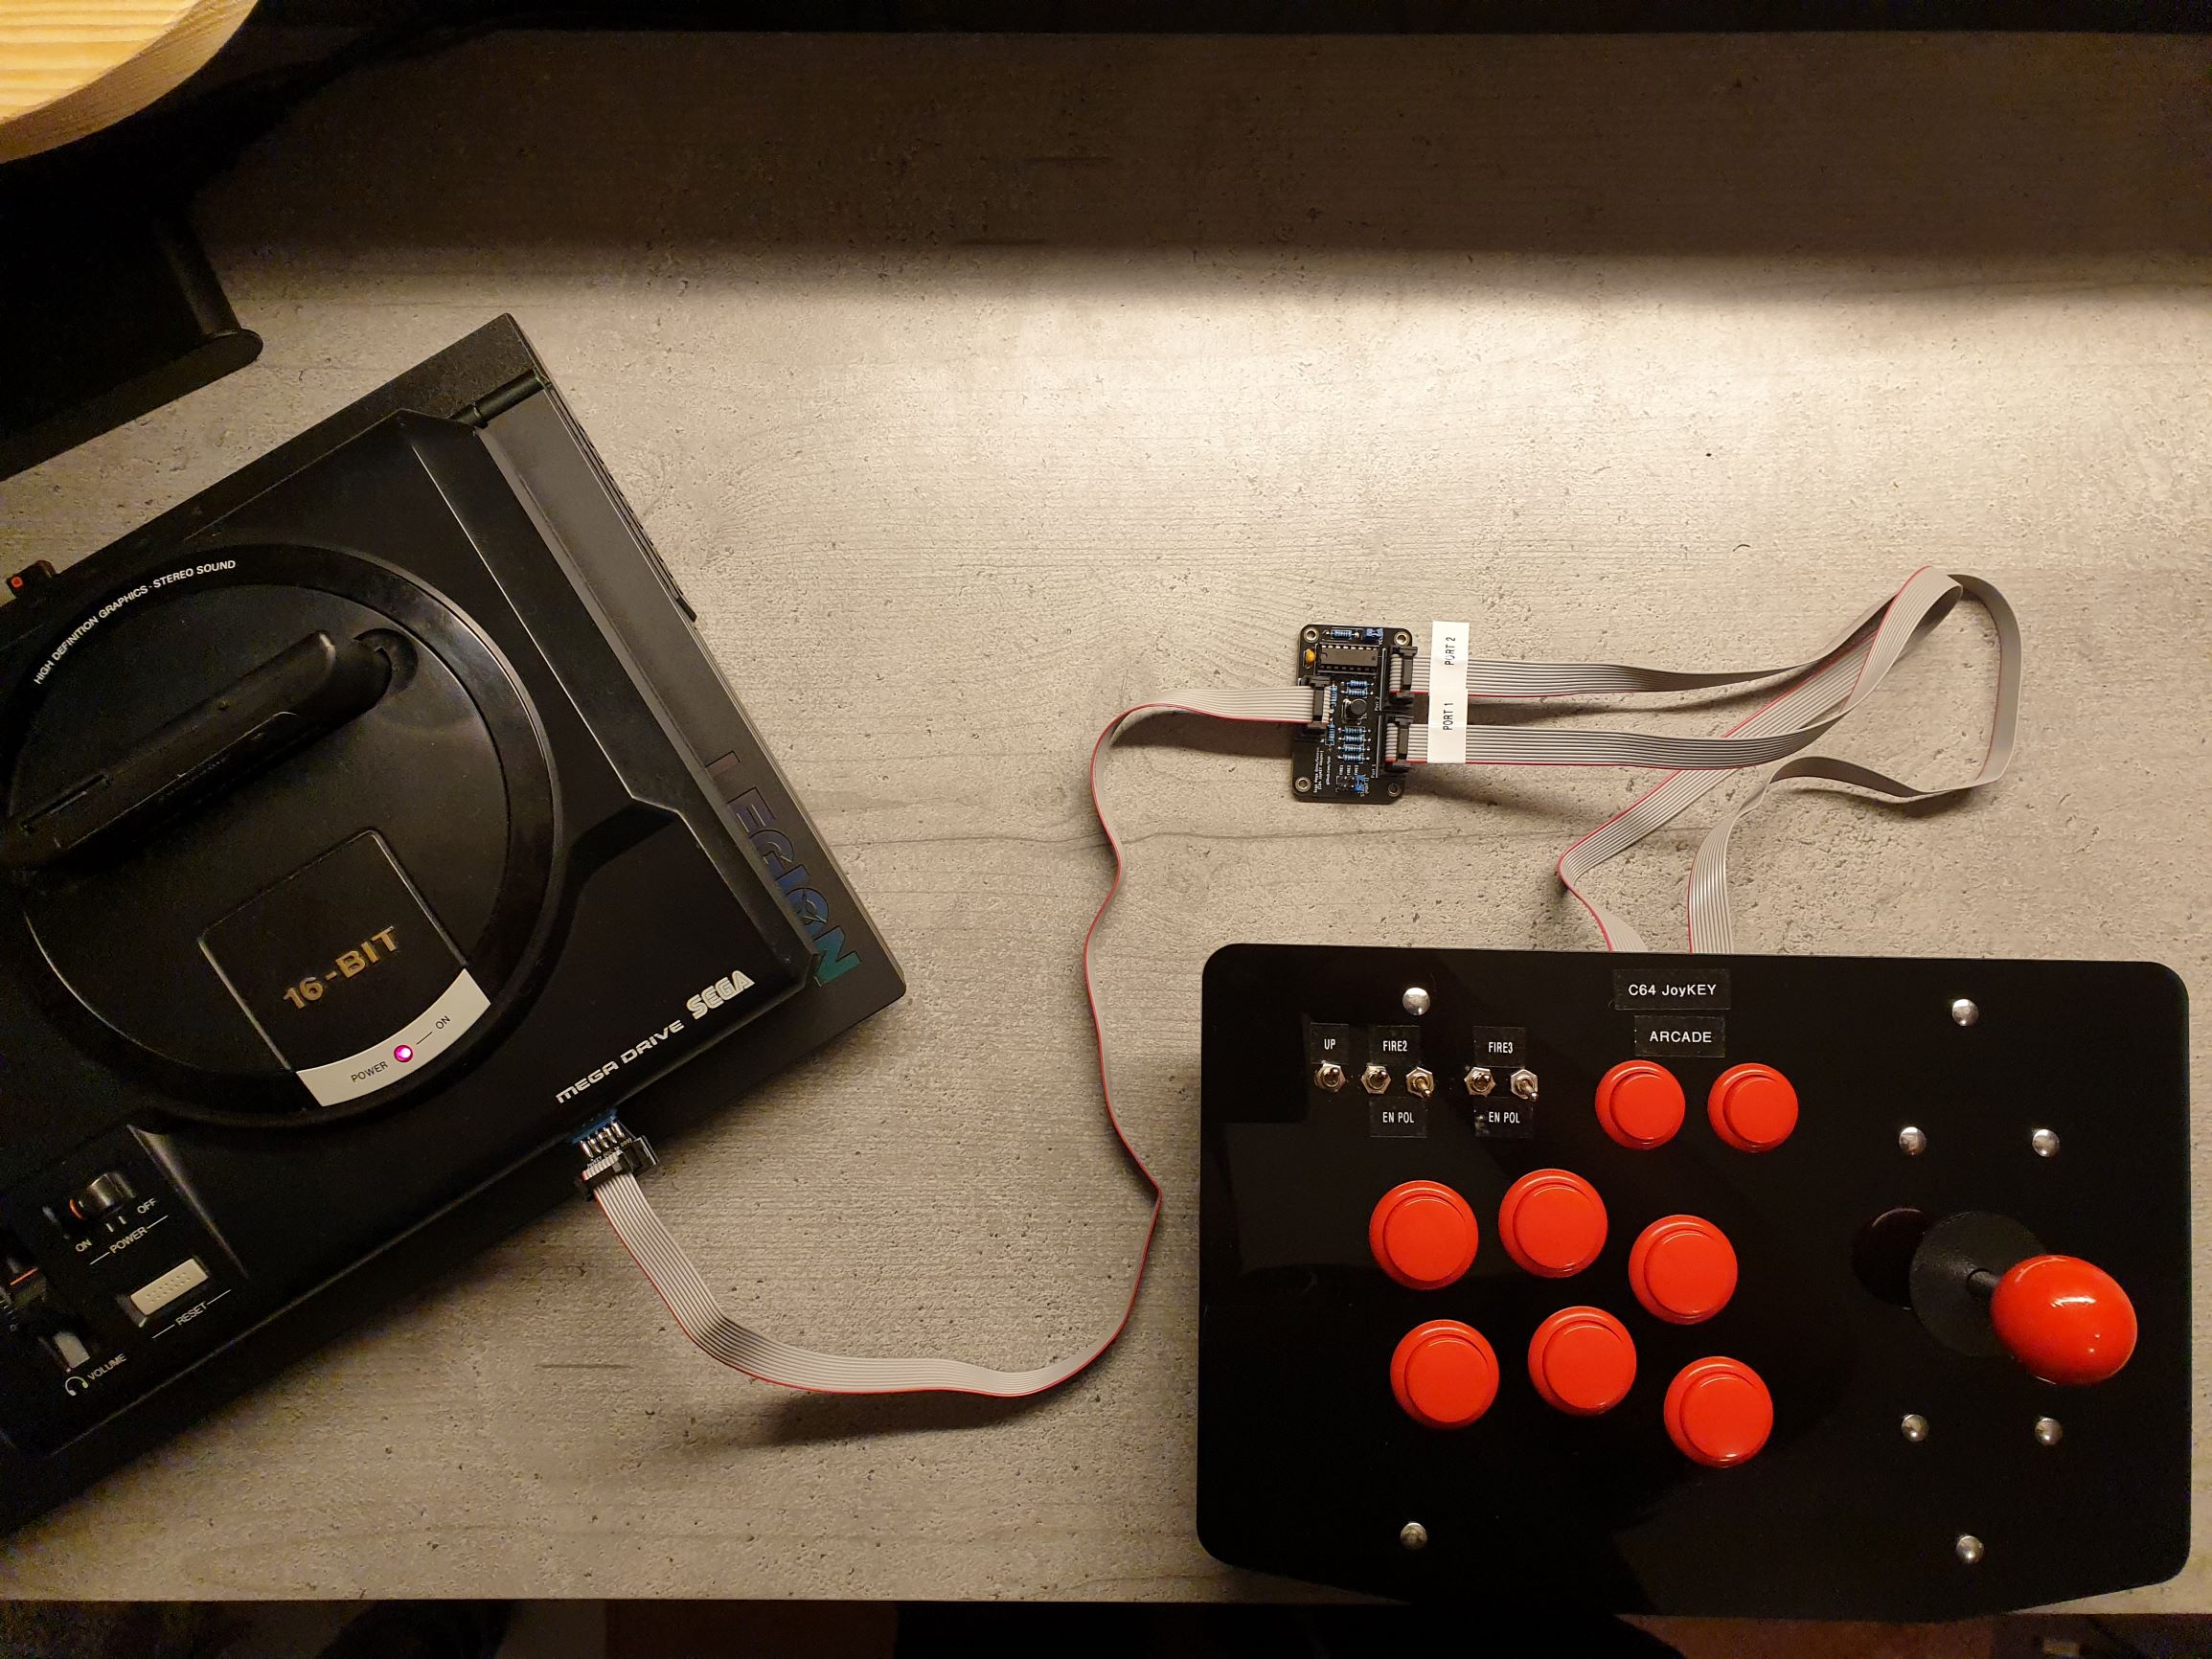 HIGH DEFINITION GRAPHICS · STEREO SOUND
16-BIT
POWER
ON
MEGA DRIVE SEGA
LEGION
ON
OFF
POWER
RESET
VOLUME
PORT 2
PORT 1
C64 JoyKEY
ARCADE
UP
FIRE2
FIRE3
EN POL
EN POL